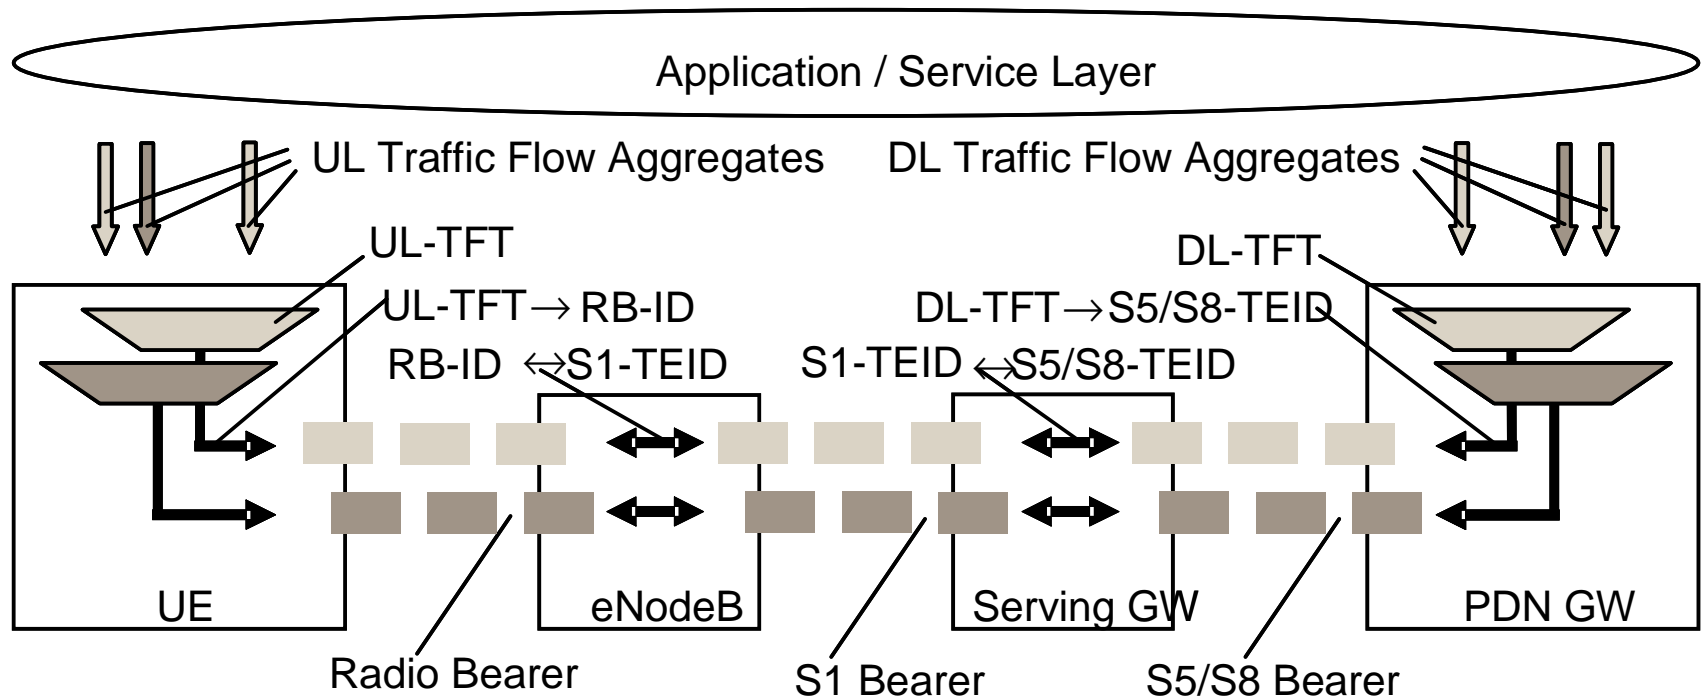 Application / Service Layer
UL Traffic Flow Aggregates
DL Traffic Flow Aggregates
UL-TFT
DL-TFT
UL-TFT → RB-ID
DL-TFT → S5/S8-TEID
RB-ID ↔ S1-TEID
S1-TEID ↔ S5/S8-TEID
UE
eNodeB
Serving GW
PDN GW
Radio Bearer
S1 Bearer
S5/S8 Bearer